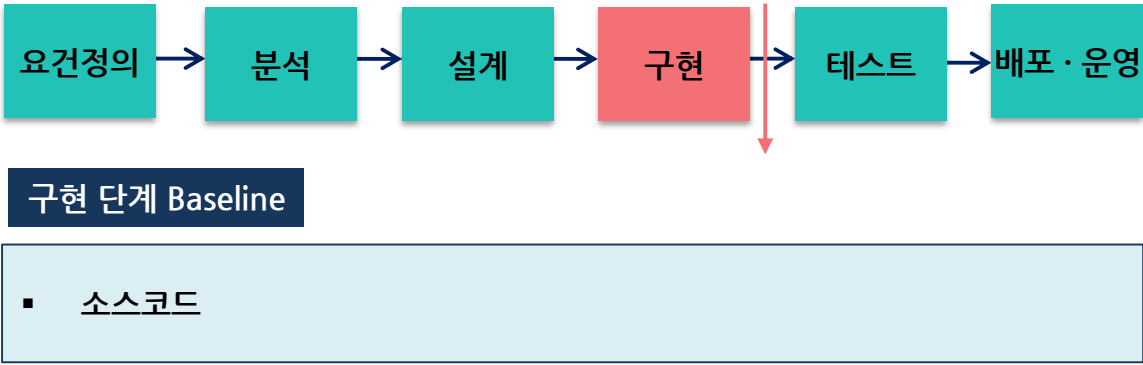 요건정의
분석
설계
구현
테스트
배포 · 운영
구현 단계 Baseline
▪ 소스코드